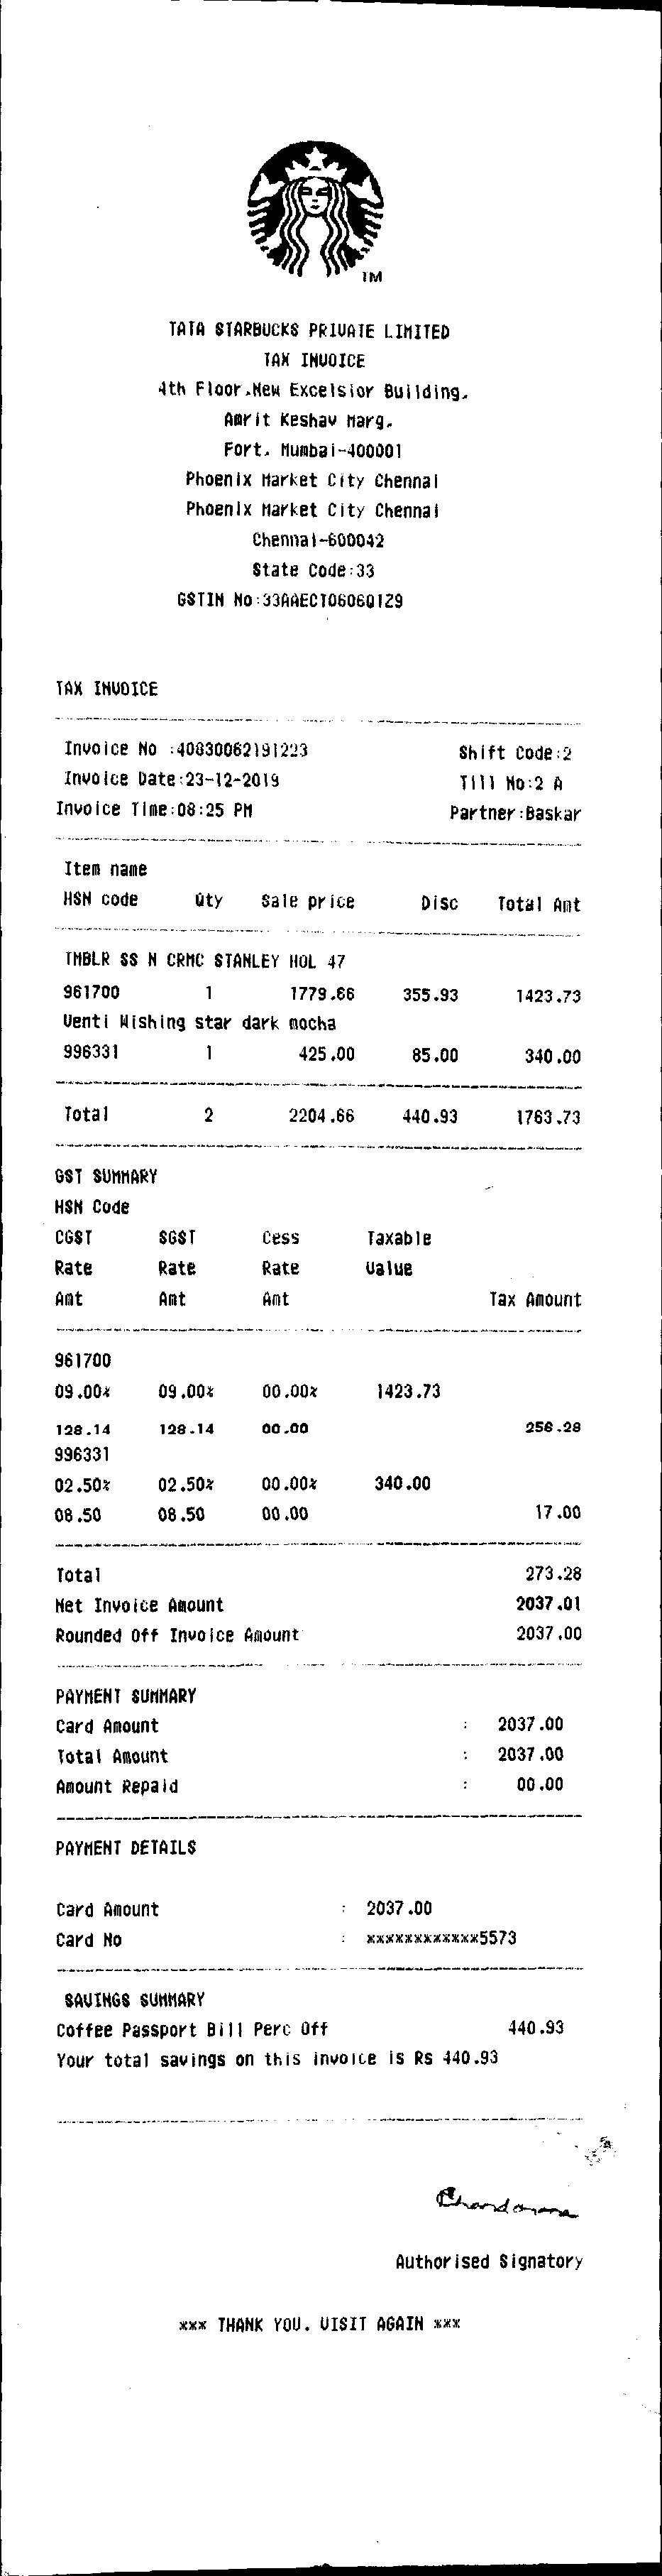 TM
TATA STARBUCKS PRIVATE LIMITED
TAX INVOICE
4th Floor,New Excelsior Building,
Amrit Keshav Marg,
Fort, Mumbai-400001
Phoenix Market City Chennai
Phoenix Market City Chennai
Chennai-600042
State Code:33
GSTIN No:33AAECT0606Q1Z9
TAX INVOICE
Invoice No :40830062191223 Shift Code:2
Invoice Date:23-12-2019 Till No:2 A
Invoice Time:08:25 PM Partner:Baskar
Item name
HSN code Qty Sale price Disc Total Amt
TMBLR SS N CRMC STANLEY HOL 47
961700 1 1779.66 355.93 1423.73
Venti Wishing star dark mocha
996331 1 425.00 85.00 340.00
Total 2 2204.66 440.93 1763.73
GST SUMMARY
HSN Code
CGST SGST Cess Taxable
Rate Rate Rate Value
Amt Amt Amt Tax Amount
961700
09.00% 09.00% 00.00% 1423.73
128.14 128.14 00.00 256.28
996331
02.50% 02.50% 00.00% 340.00
08.50 08.50 00.00 17.00
Total 273.28
Net Invoice Amount 2037.01
Rounded Off Invoice Amount 2037.00
PAYMENT SUMMARY
Card Amount : 2037.00
Total Amount : 2037.00
Amount Repaid : 00.00
PAYMENT DETAILS
Card Amount : 2037.00
Card No : ************5573
SAVINGS SUMMARY
Coffee Passport Bill Perc Off 440.93
Your total savings on this invoice is Rs 440.93
Authorised Signatory
*** THANK YOU. VISIT AGAIN ***